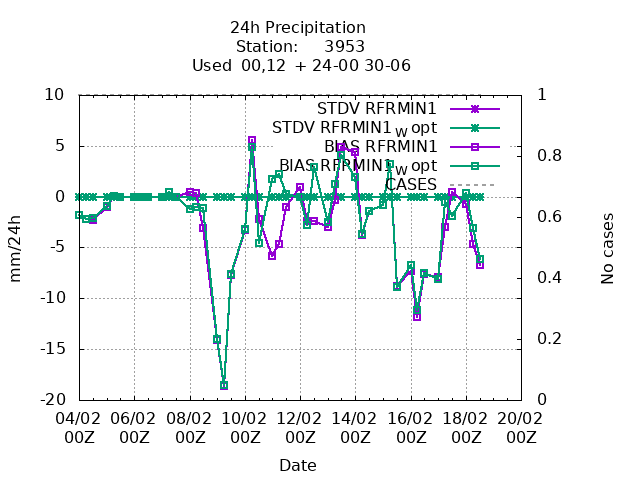 24h Precipitation
Station: 3953
Used 00,12 + 24-00 30-06
10 1
STDV RFRMIN1
STDV RFRMIN1 w opt
5 BIAS RFRMIN1 0.8
BIAS RFRMIN1 w opt
CASES
0 0.6
-5
0.4
-10
-15 0.2
-20 0
mm/24h
No cases
04/02 06/02 08/02 10/02 12/02 14/02 16/02 18/02 20/02
00Z 00Z 00Z 00Z 00Z 00Z 00Z 00Z 00Z
Date